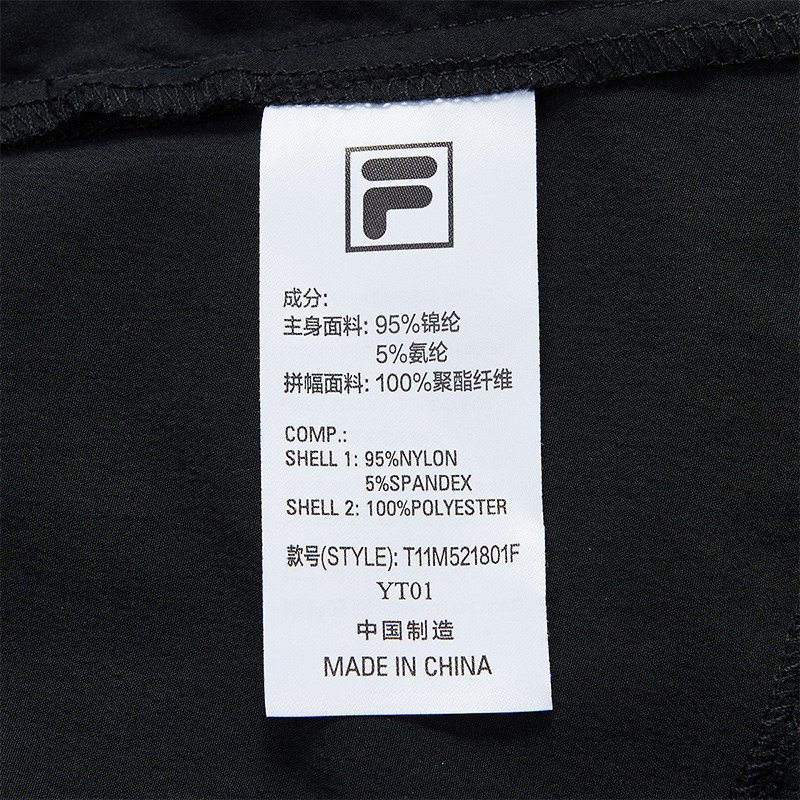 F
成分:
主身面料: 95%锦纶
5%氨纶
拼幅面料: 100%聚酯纤维
COMP.:
SHELL 1: 95%NYLON
5%SPANDEX
SHELL 2: 100%POLYESTER
款号(STYLE): T11M521801F
YT01
中国制造
MADE IN CHINA